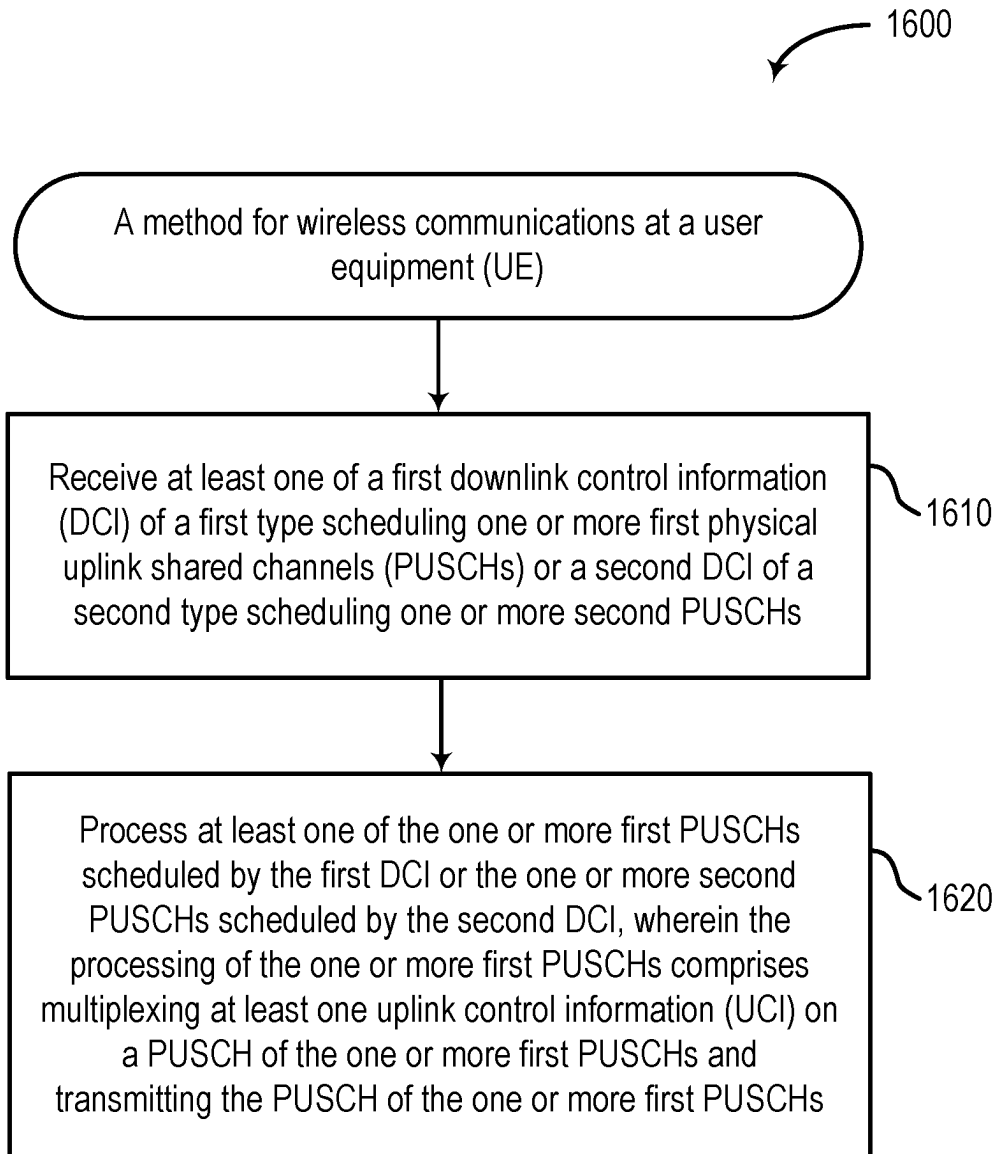 1600
A method for wireless communications at a user
equipment (UE)
Receive at least one of a first downlink control information
(DCI) of a first type scheduling one or more first physical
uplink shared channels (PUSCHs) or a second DCI of a
second type scheduling one or more second PUSCHs
1610
Process at least one of the one or more first PUSCHs
scheduled by the first DCI or the one or more second
PUSCHs scheduled by the second DCI, wherein the
processing of the one or more first PUSCHs comprises
multiplexing at least one uplink control information (UCI) on
a PUSCH of the one or more first PUSCHs and
transmitting the PUSCH of the one or more first PUSCHs
1620